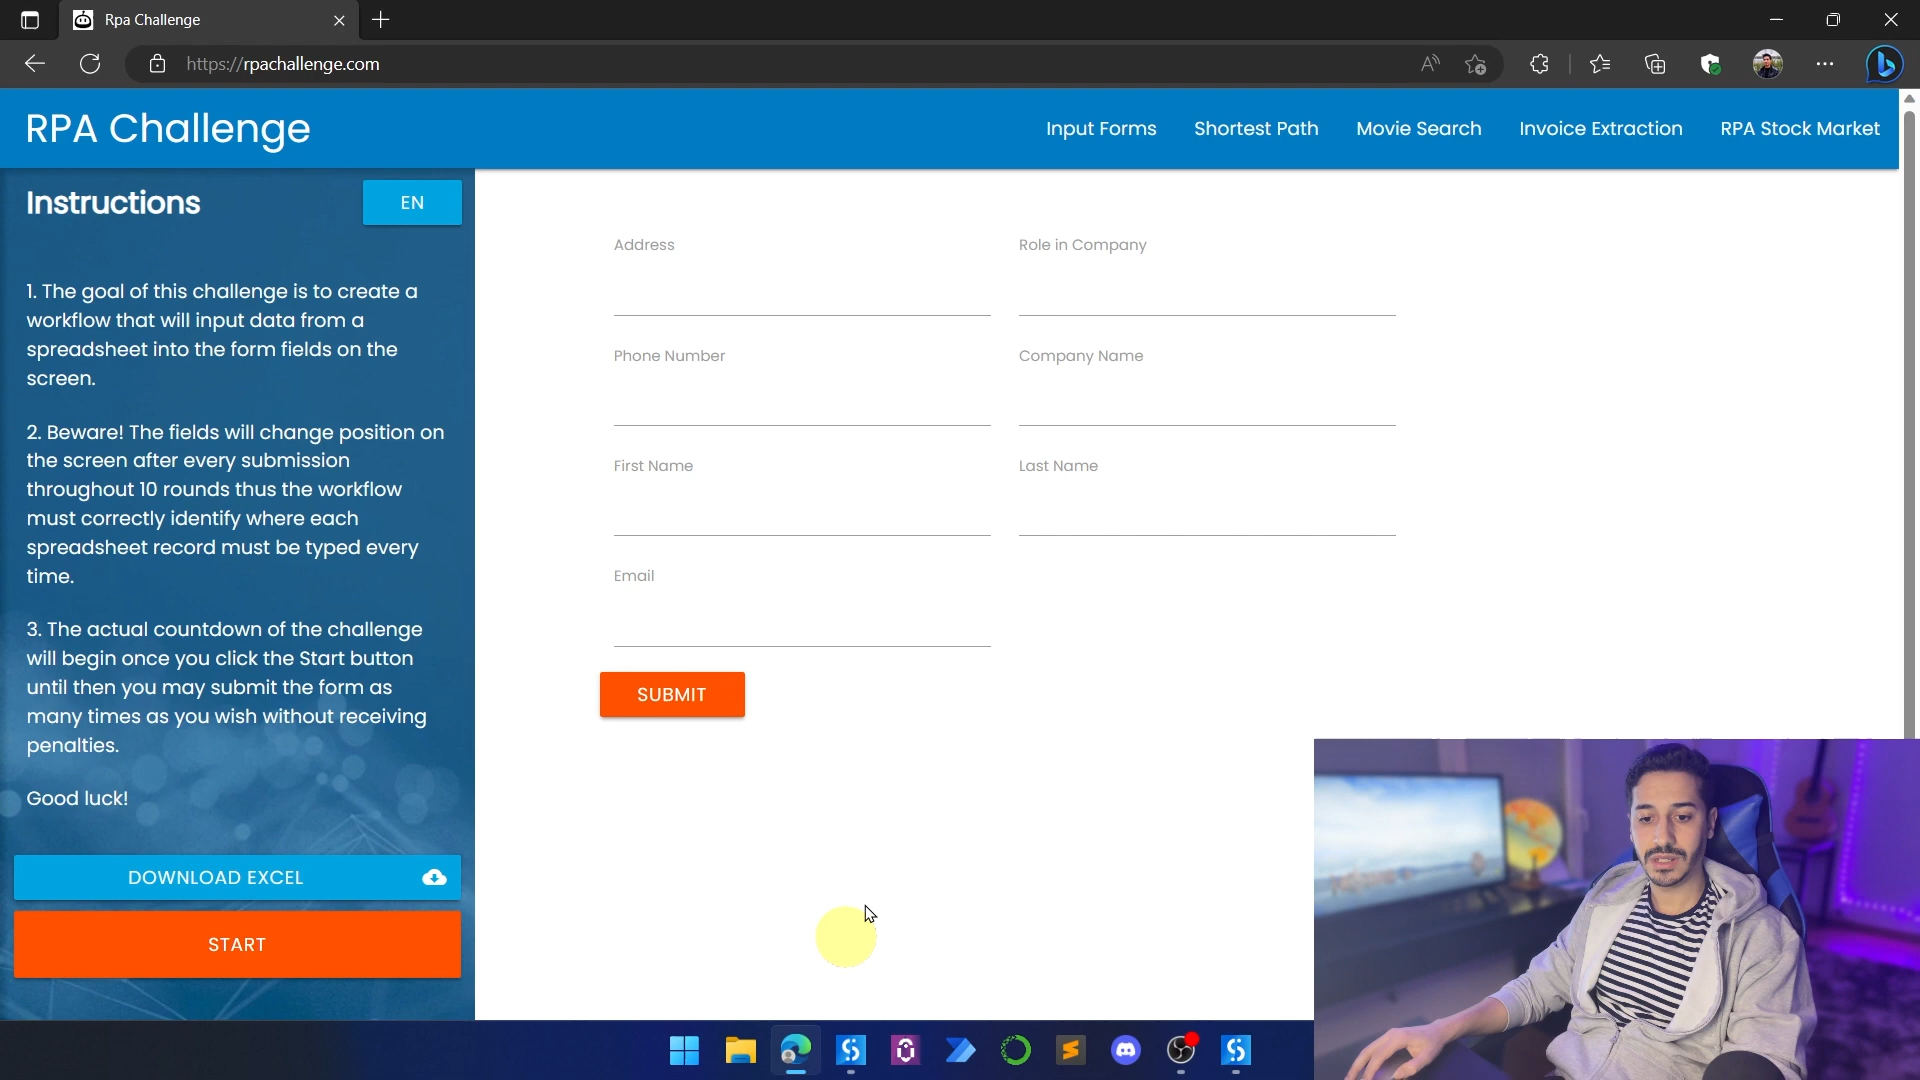 Rpa Challenge
https://rpachallenge.com
RPA Challenge
Input Forms
Shortest Path
Movie Search
Invoice Extraction
RPA Stock Market
Instructions
EN
1. The goal of this challenge is to create a
workflow that will input data from a
spreadsheet into the form fields on the
screen.
2. Beware! The fields will change position on
the screen after every submission
throughout 10 rounds thus the workflow
must correctly identify where each
spreadsheet record must be typed every
time.
3. The actual countdown of the challenge
will begin once you click the Start button
until then you may submit the form as
many times as you wish without receiving
penalties.
Good luck!
DOWNLOAD EXCEL
START
Address
Role in Company
Phone Number
Company Name
First Name
Last Name
Email
SUBMIT